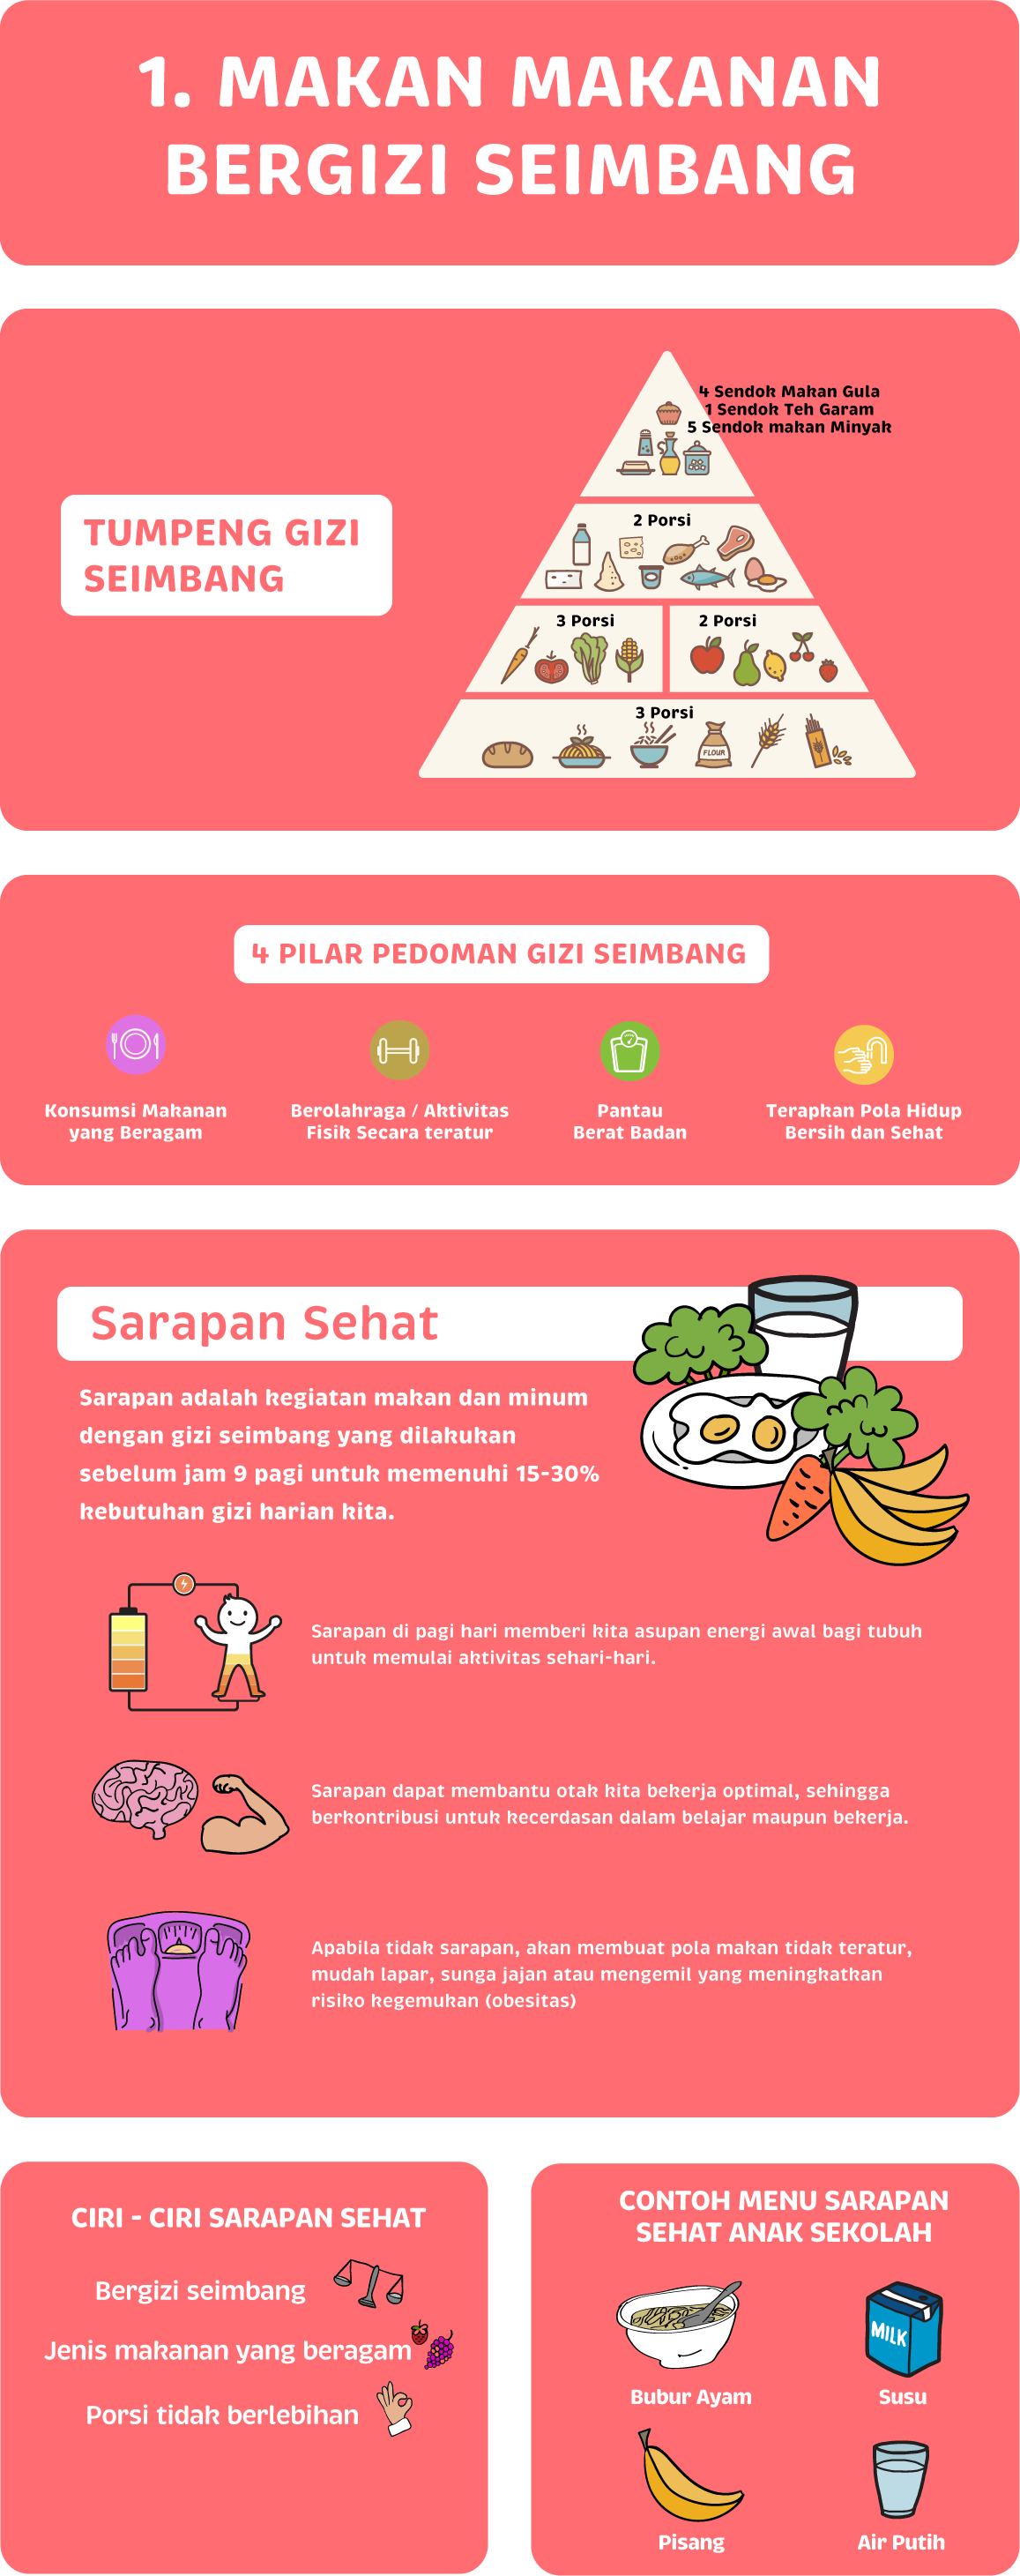 1. MAKAN MAKANAN
BERGIZI SEIMBANG
TUMPENG GIZI
SEIMBANG
4 Sendok Makan Gula
1 Sendok Teh Garam
5 Sendok makan Minyak
2 Porsi
3 Porsi
2 Porsi
3 Porsi
FLOUR
4 PILAR PEDOMAN GIZI SEIMBANG
Konsumsi Makanan
yang Beragam
Berolahraga / Aktivitas
Fisik Secara teratur
Pantau
Berat Badan
Terapkan Pola Hidup
Bersih dan Sehat
Sarapan Sehat
Sarapan adalah kegiatan makan dan minum
dengan gizi seimbang yang dilakukan
sebelum jam 9 pagi untuk memenuhi 15-30%
kebutuhan gizi harian kita.
Sarapan di pagi hari memberi kita asupan energi awal bagi tubuh
untuk memulai aktivitas sehari-hari.
Sarapan dapat membantu otak kita bekerja optimal, sehingga
berkontribusi untuk kecerdasan dalam belajar maupun bekerja.
Apabila tidak sarapan, akan membuat pola makan tidak teratur,
mudah lapar, sunga jajan atau mengemil yang meningkatkan
risiko kegemukan (obesitas)
CIRI - CIRI SARAPAN SEHAT
Bergizi seimbang
Jenis makanan yang beragam
Porsi tidak berlebihan
CONTOH MENU SARAPAN
SEHAT ANAK SEKOLAH
Bubur Ayam
MILK
Susu
Pisang
Air Putih